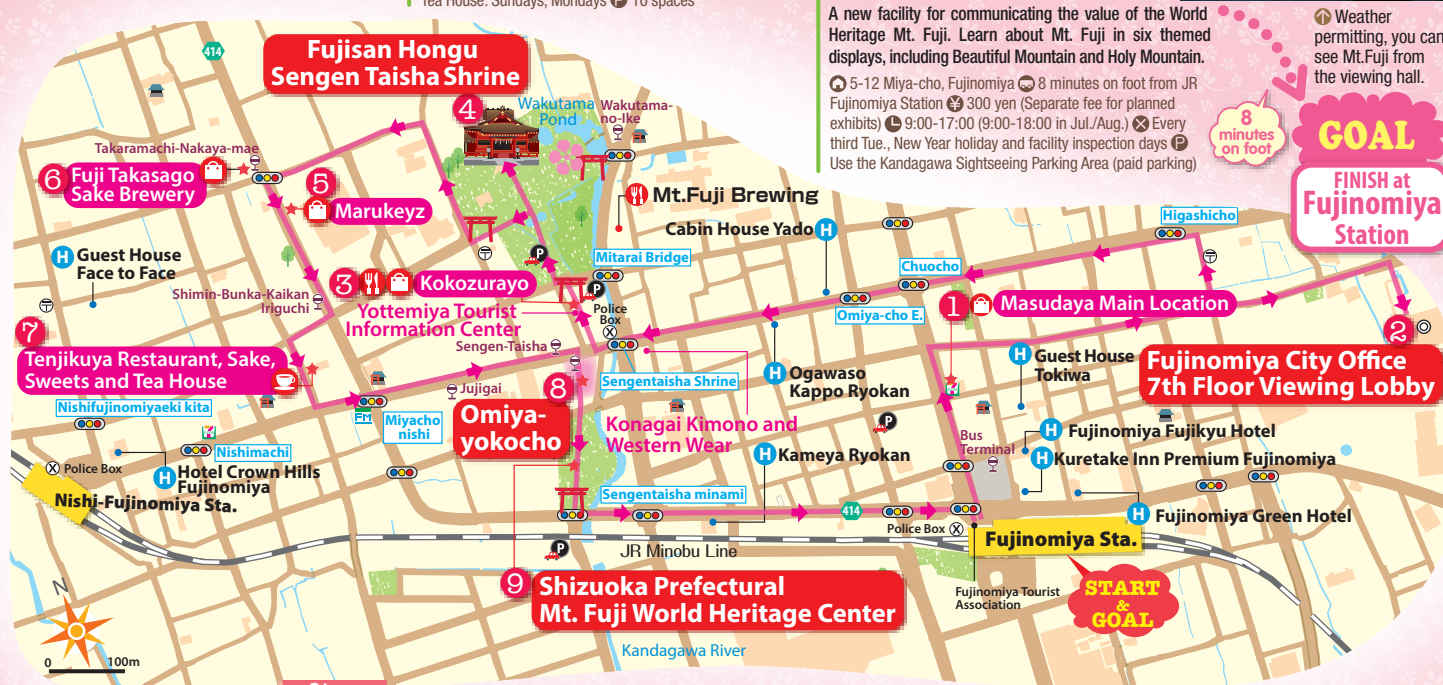 Tea House: Sundays, Mondays P 10 spaces
A new facility for communicating the value of the World
Heritage Mt. Fuji. Learn about Mt. Fuji in six themed
displays, including Beautiful Mountain and Holy Mountain.
5-12 Miya-cho, Fujinomiya 8 minutes on foot from JR
Fujinomiya Station ¥ 300 yen (Separate fee for planned
exhibits) 9:00-17:00 (9:00-18:00 in Jul./Aug.) Every
third Tue., New Year holiday and facility inspection days P
Use the Kandagawa Sightseeing Parking Area (paid parking)
Weather
permitting, you can
see Mt.Fuji from
the viewing hall.
8
minutes
on foot
GOAL
FINISH at
Fujinomiya
Station
414
Fujisan Hongu
Sengen Taisha Shrine
4
Wakutama
Pond
Wakutama-
no-Ike
Takaramachi-Nakaya-mae
6 Fuji Takasago
Sake Brewery
5
Marukeyz
Mt.Fuji Brewing
Cabin House Yado H
Higashicho
H Guest House
Face to Face
P
Mitarai Bridge
Chuocho
3 Kokozurayo
P
Shimin-Bunka-Kaikan
Iriguchi
Yottemiya Tourist
Information Center
Police
Box
X
Omiya-cho E.
1 Masudaya Main Location
2
7
Tenjikuya Restaurant, Sake,
Sweets and Tea House
Sengen-Taisha
Jujigai
8
Sengentaisha Shrine
H Ogawaso
Kappo Ryokan
H Guest House
Tokiwa
Fujinomiya City Office
7th Floor Viewing Lobby
Nishifujinomiyaeki kita
FM
Miyacho
nishi
Omiya-
yokocho
Konagai Kimono and
Western Wear
P
Bus
Terminal
H Fujinomiya Fujikyu Hotel
Nishimachi
H Kameya Ryokan
H Kuretake Inn Premium Fujinomiya
X Police Box
H Hotel Crown Hills
Fujinomiya
Nishi-Fujinomiya Sta.
Sengentaisha minami
414
Police Box X
H Fujinomiya Green Hotel
P
JR Minobu Line
Fujinomiya Sta.
9 Shizuoka Prefectural
Mt. Fuji World Heritage Center
Fujinomiya Tourist
Association
START
&
GOAL
N
0 100m
Kandagawa River